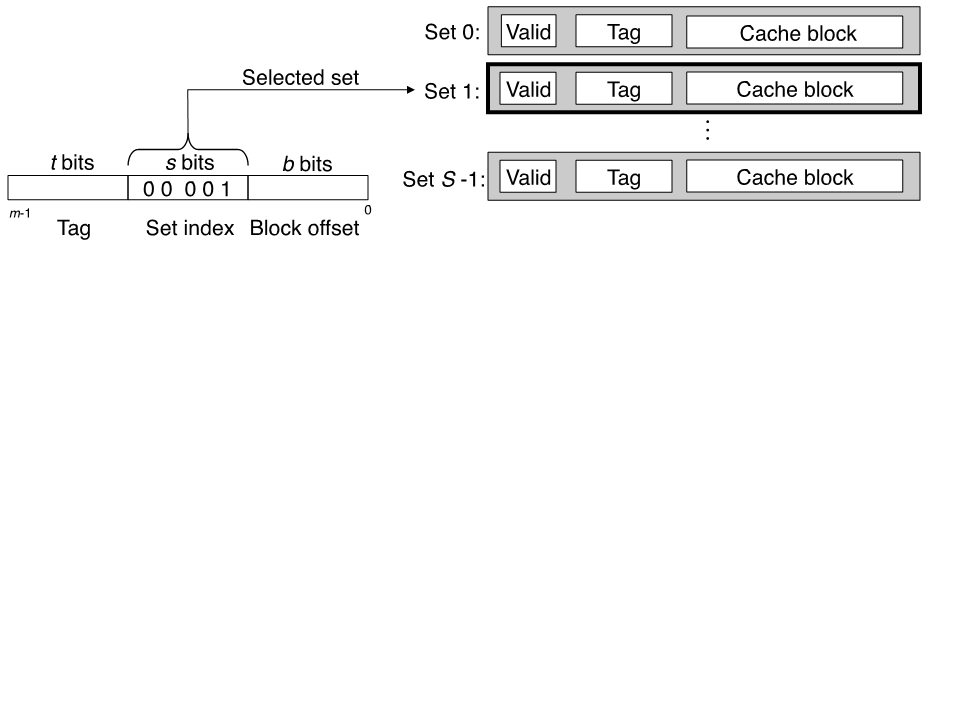 Set 0: Valid Tag Cache block
Selected set
Set 1: Valid Tag Cache block
⋮
t bits s bits b bits
Set S -1: Valid Tag Cache block
0 0 0 0 1
m-1 0
Tag Set index Block offset